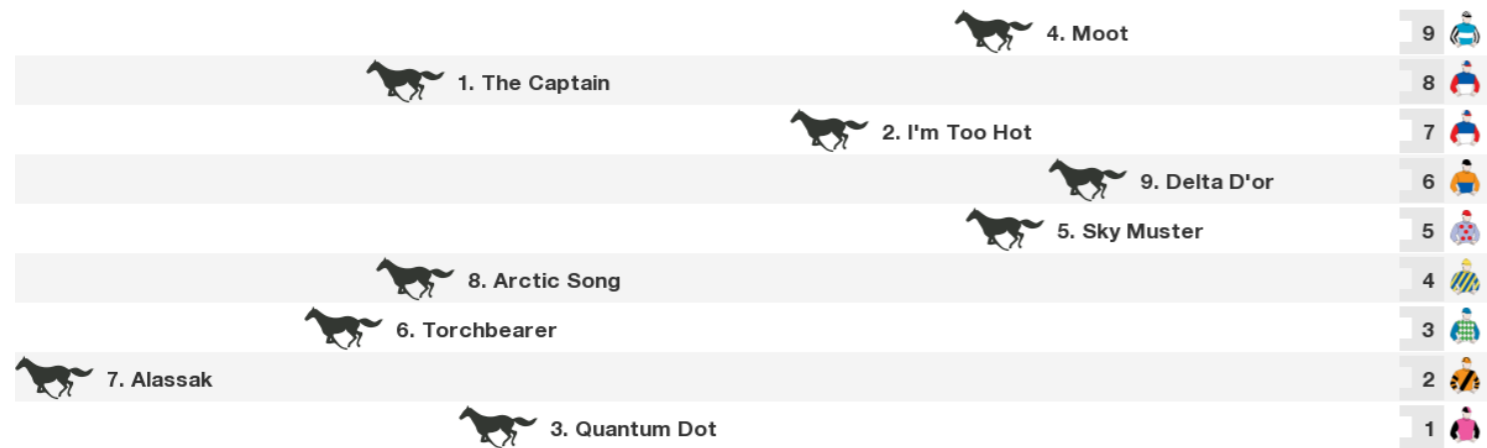 4. Moot 9
1. The Captain 8
2. I'm Too Hot 7
9. Delta D'or 6
5. Sky Muster 5
8. Arctic Song 4
6. Torchbearer 3
7. Alassak 2
3. Quantum Dot 1